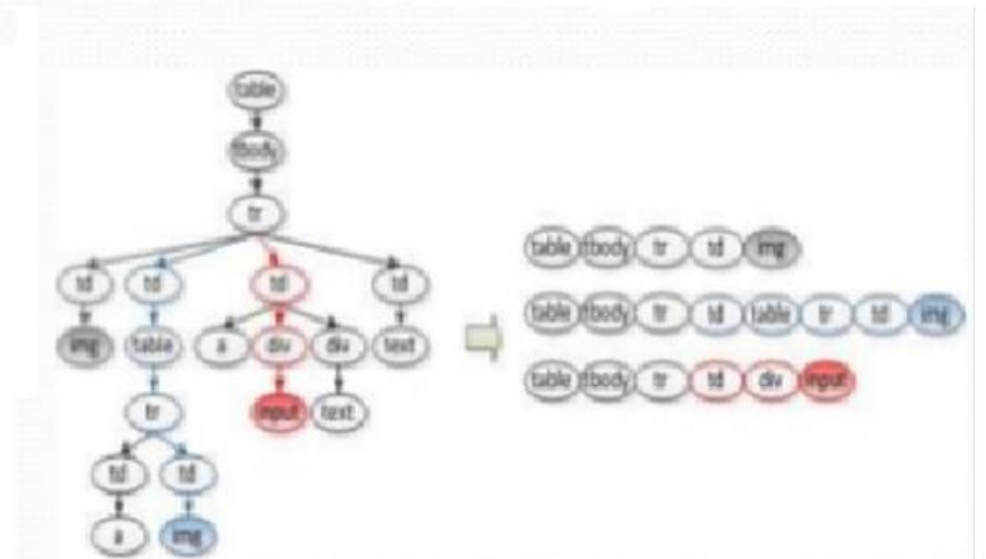 table
tbody
tr
td td td td
img table a div div text
tr input text
td td
a img
table tbody tr td img
table tbody tr td table tr td img
table tbody tr td div input